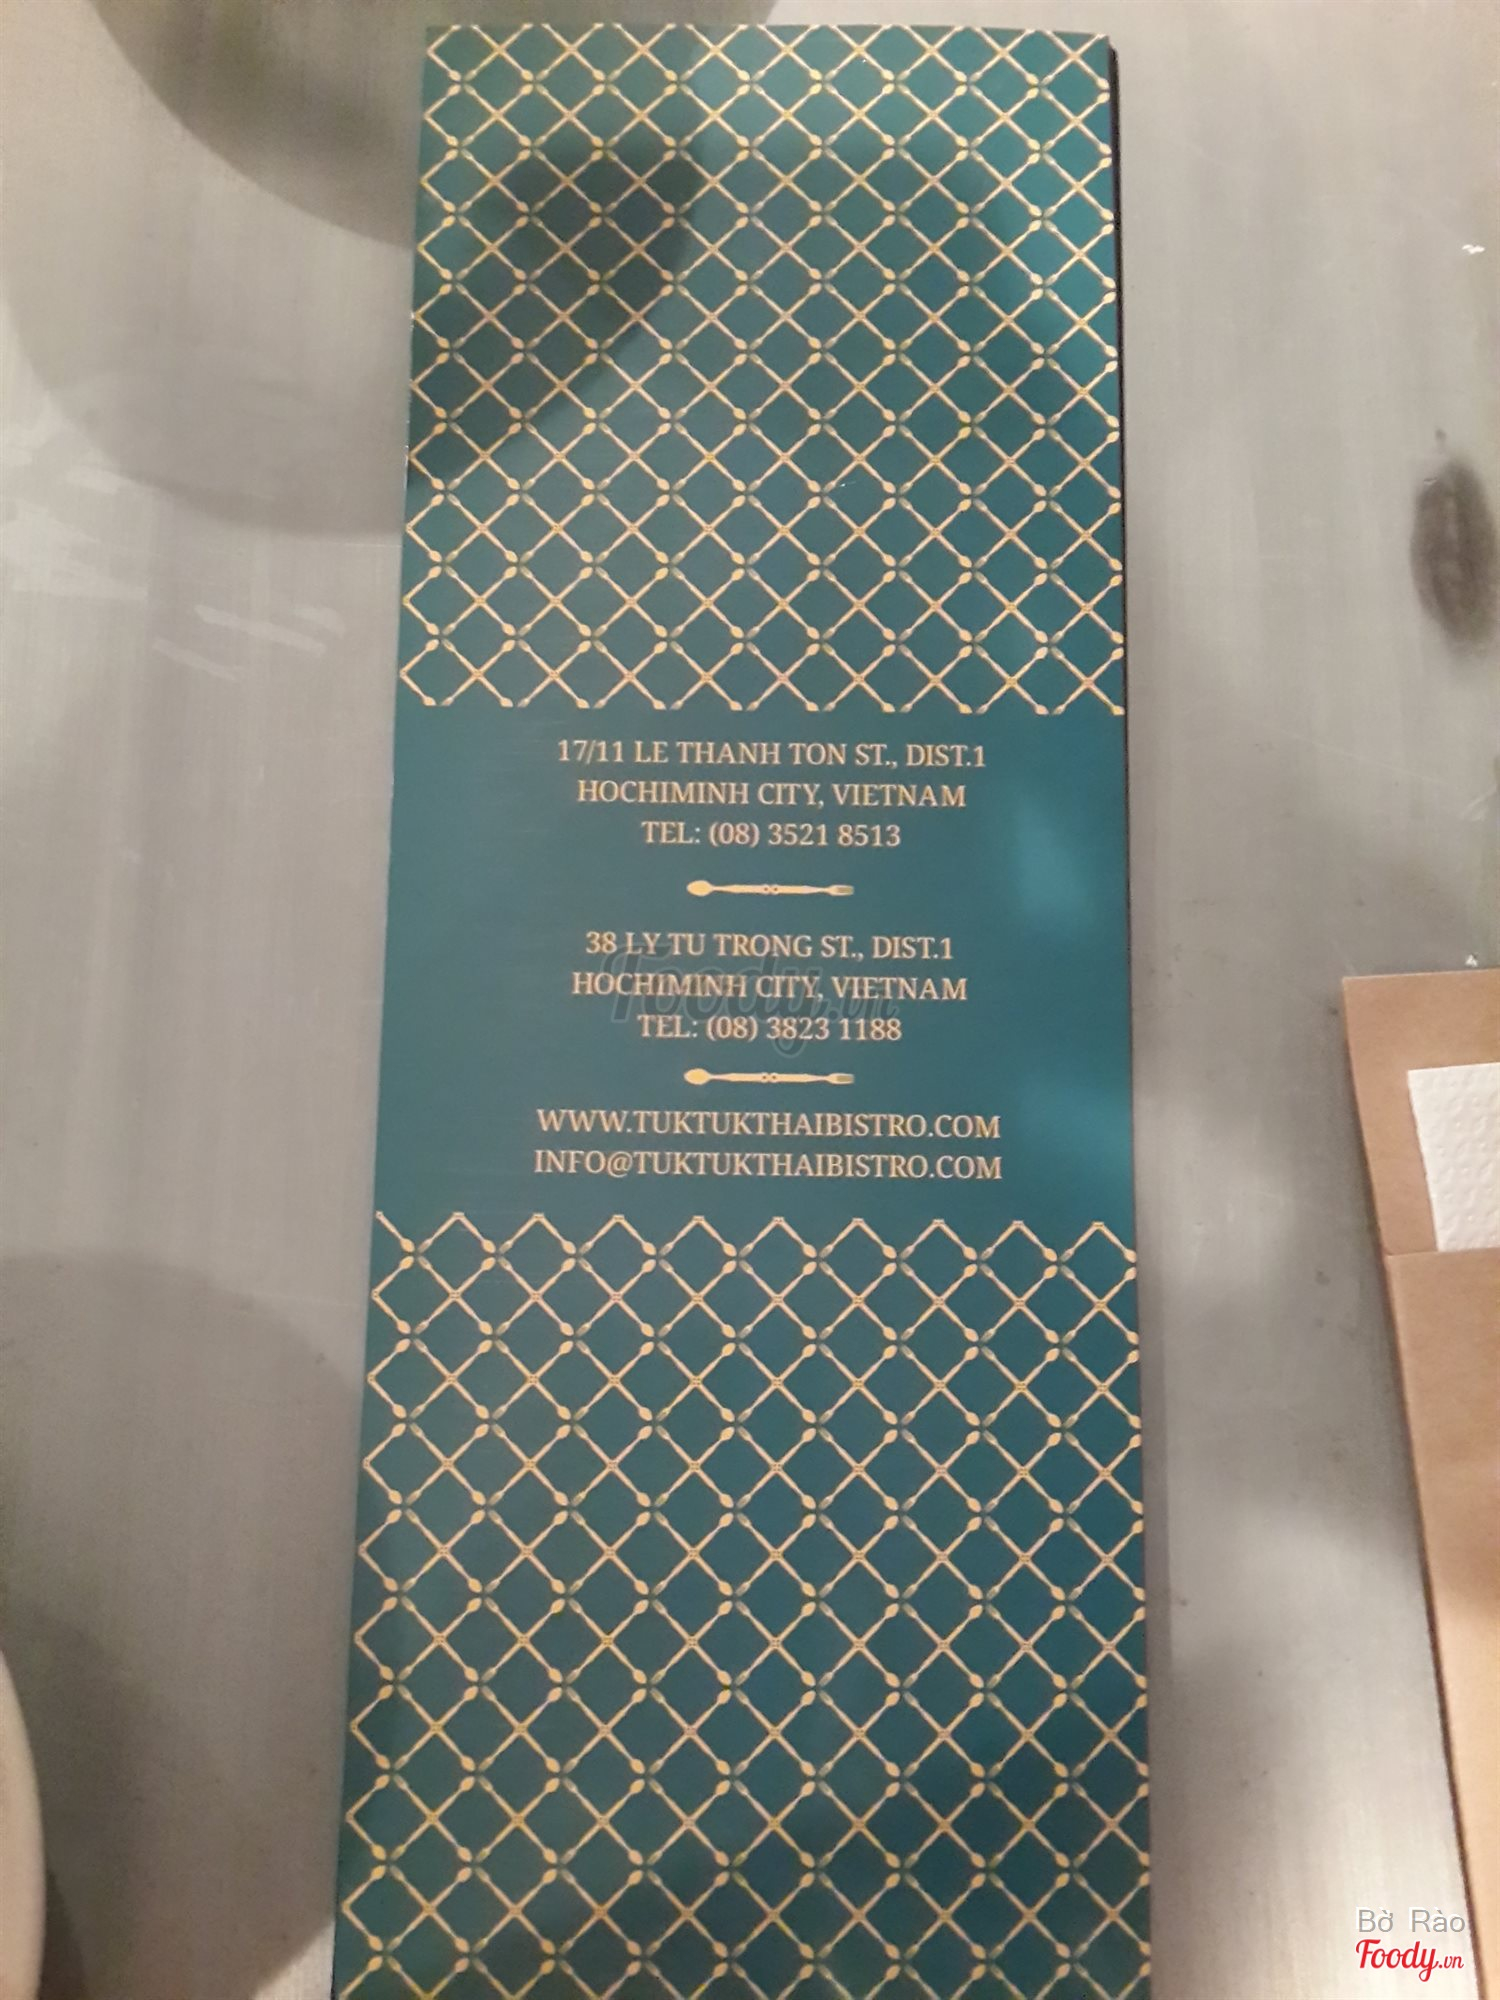 17/11 LE THANH TON ST., DIST.1
HOCHIMINH CITY, VIETNAM
TEL: (08) 3521 8513
38 LY TU TRONG ST., DIST.1
HOCHIMINH CITY, VIETNAM
TEL: (08) 3823 1188
WWW.TUKTUKTHAIBISTRO.COM
INFO@TUKTUKTHAIBISTRO.COM
Foody.vn
Bờ Rào
Foody.vn